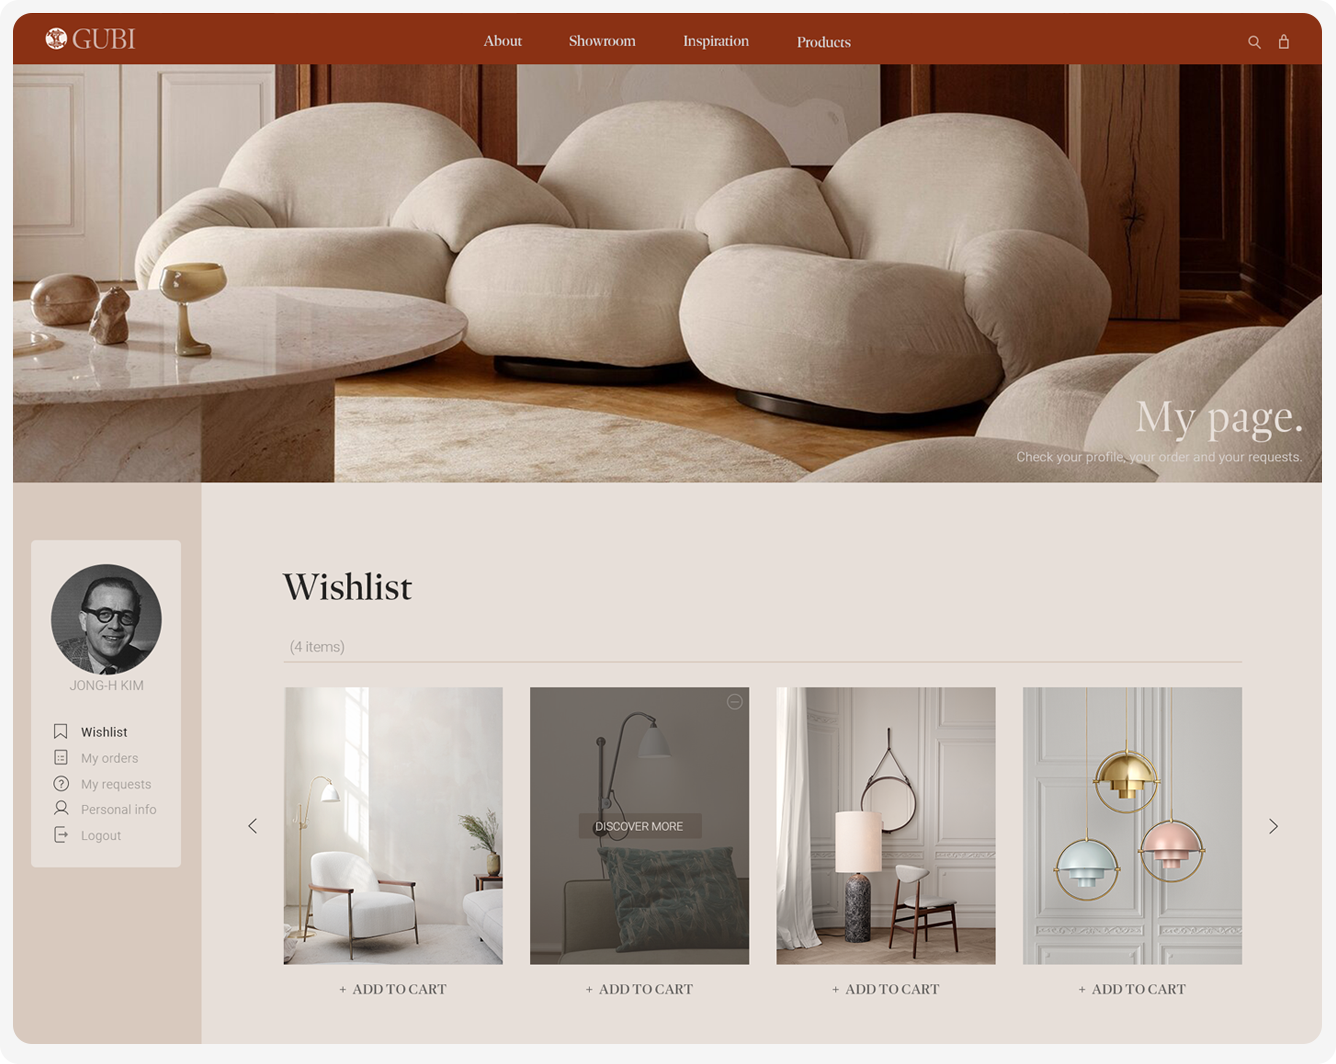 GUBI
About Showroom Inspiration Products
My page.
Check your profile, your order and your requests.
JONG-H KIM
Wishlist
My orders
My requests
Personal info
Logout
Wishlist
(4 items)
DISCOVER MORE
+ ADD TO CART + ADD TO CART + ADD TO CART + ADD TO CART